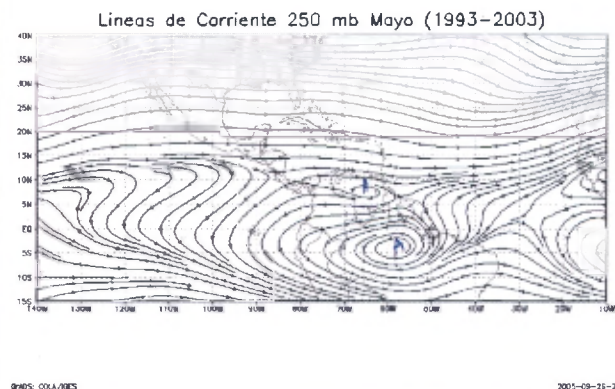 Lineas de Corriente 250 mb Mayo (1993-2003)
40N
35N
30N
25N
20N
15N
10N
5N
EQ
5S
10S
15S
140W 130W 120W 110W 100W 90W 80W 70W 60W 50W 40W 30W 20W 10W
GrADS: COLA/IGES